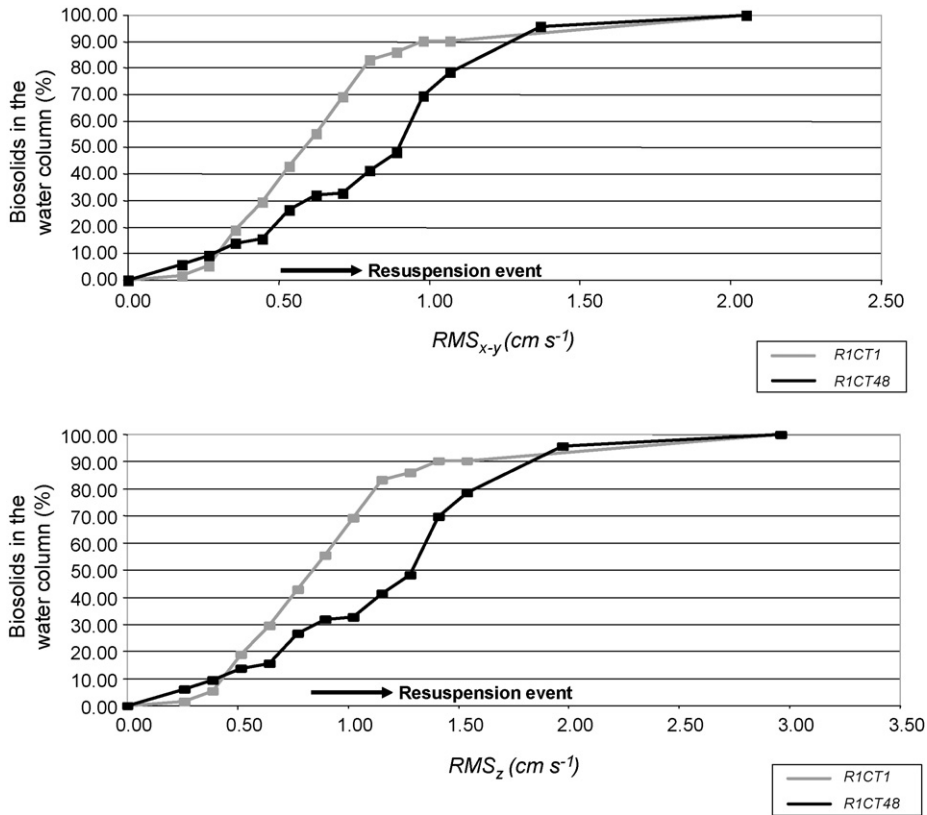 100.00
90.00
80.00
70.00
60.00
50.00
40.00
30.00
20.00
10.00
0.00
Biosolids in the
water column (%)
Resuspension event
0.00 0.50 1.00 1.50 2.00 2.50
RMSx-y (cm s-1)
R1CT1
R1CT48
100.00
90.00
80.00
70.00
60.00
50.00
40.00
30.00
20.00
10.00
0.00
Biosolids in the
water column (%)
Resuspension event
0.00 0.50 1.00 1.50 2.00 2.50 3.00 3.50
RMSz (cm s-1)
R1CT1
R1CT48